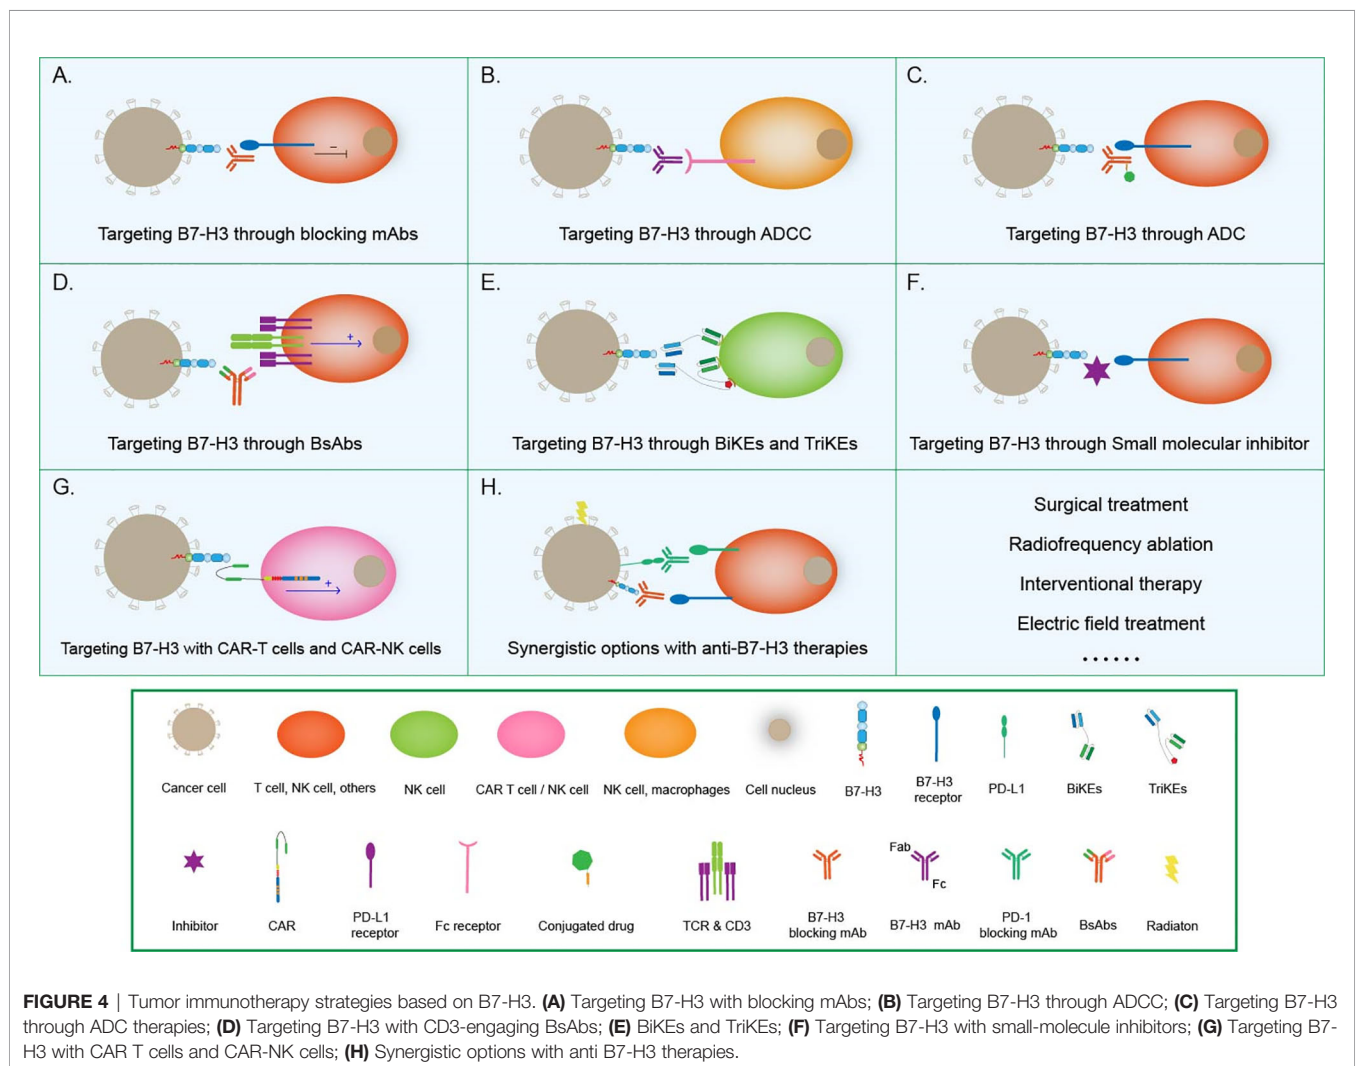 A.
Targeting B7-H3 through blocking mAbs
B.
Targeting B7-H3 through ADCC
C.
Targeting B7-H3 through ADC
D.
+
Targeting B7-H3 through BsAbs
E.
Targeting B7-H3 through BiKEs and TriKEs
F.
Targeting B7-H3 through Small molecular inhibitor
G.
+
Targeting B7-H3 with CAR-T cells and CAR-NK cells
H.
Synergistic options with anti-B7-H3 therapies
Surgical treatment
Radiofrequency ablation
Interventional therapy
Electric field treatment
......
Cancer cell
T cell, NK cell, others
NK cell
CAR T cell / NK cell
NK cell, macrophages
Cell nucleus
B7-H3
B7-H3
receptor
PD-L1
BiKEs
TriKEs
Inhibitor
CAR
PD-L1
receptor
Fc receptor
Conjugated drug
TCR & CD3
B7-H3
blocking mAb
Fab
Fc
B7-H3 mAb
PD-1
blocking mAb
BsAbs
Radiaton
FIGURE 4 | Tumor immunotherapy strategies based on B7-H3. (A) Targeting B7-H3 with blocking mAbs; (B) Targeting B7-H3 through ADCC; (C) Targeting B7-H3
through ADC therapies; (D) Targeting B7-H3 with CD3-engaging BsAbs; (E) BiKEs and TriKEs; (F) Targeting B7-H3 with small-molecule inhibitors; (G) Targeting B7-
H3 with CAR T cells and CAR-NK cells; (H) Synergistic options with anti B7-H3 therapies.